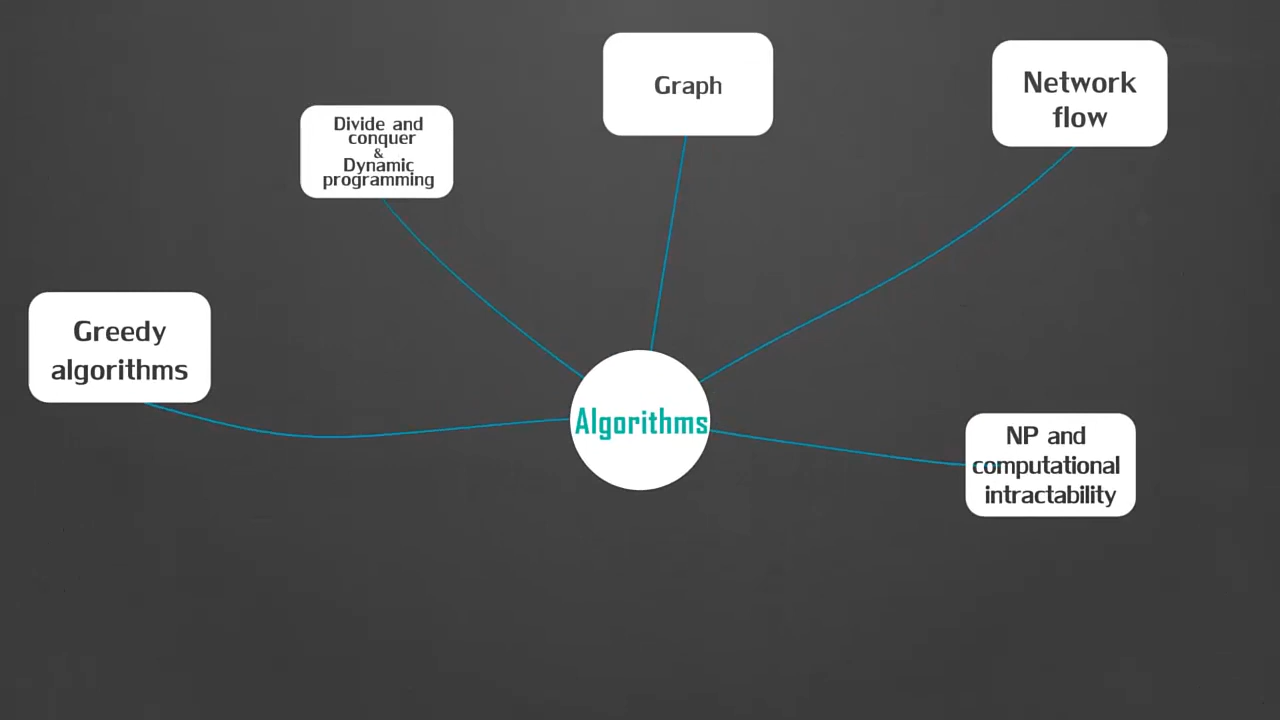 Graph
Network
flow
Divide and
conquer
&
Dynamic
programming
Greedy
algorithms
Algorithms
NP and
computational
intractability